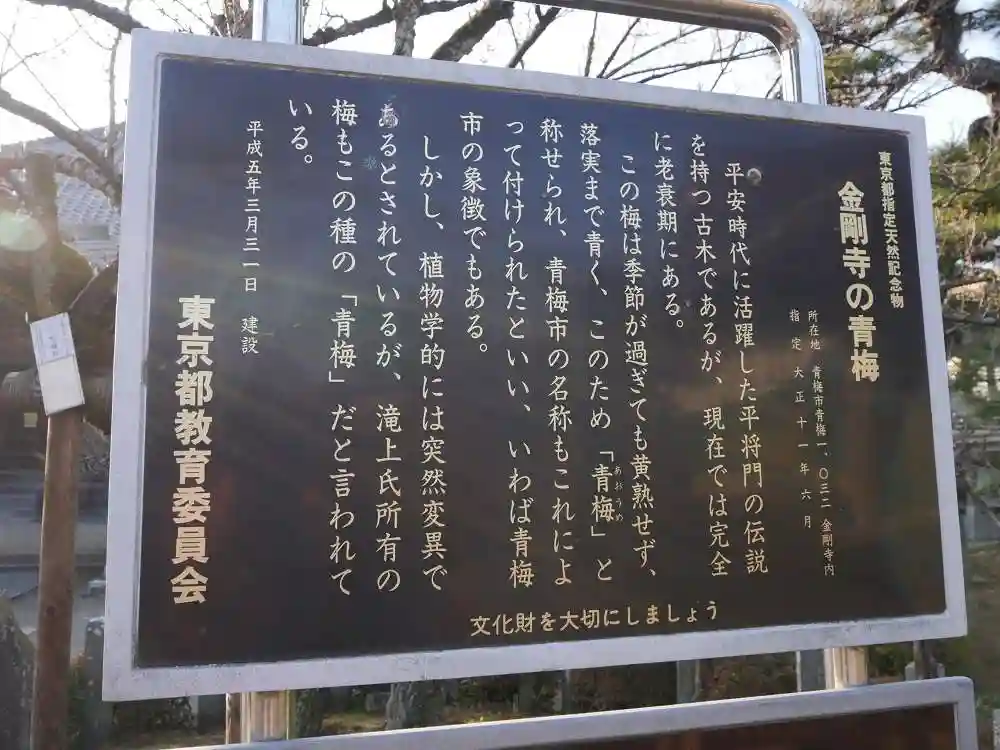 東京都指定天然記念物
金剛寺の青梅
所在地 青梅市青梅一、〇三二 金剛寺内
指定 大正十一年六月
平安時代に活躍した平将門の伝説
を持つ古木であるが、現在では完全
に老衰期にある。
この梅は季節が過ぎても黄熟せず、
落実まで青く、このため「青梅」と
あおうめ
称せられ、青梅市の名称もこれによ
って付けられたといい、いわば青梅
市の象徴でもある。
しかし、植物学的には突然変異で
あるとされているが、滝上氏所有の
梅もこの種の「青梅」だと言われて
いる。
平成五年三月三一日 建設
東京都教育委員会
文化財を大切にしましょう